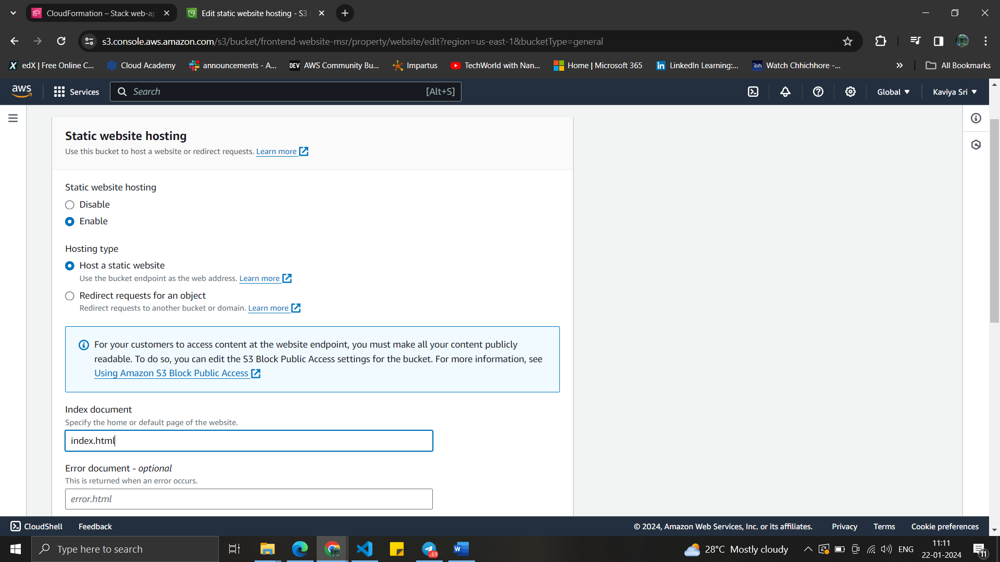 CloudFormation – Stack web-ap
Edit static website hosting - S3
s3.console.aws.amazon.com/s3/bucket/frontend-website-msr/property/website/edit?region=us-east-1&bucketType=general
edX | Free Online C...
Cloud Academy
announcements - A...
DEV AWS Community Bu...
Impartus
TechWorld with Nan...
Home | Microsoft 365
LinkedIn Learning:...
Watch Chhichhore -...
All Bookmarks
aws
Services
Search
[Alt+S]
Global
Kaviya Sri
Static website hosting
Use this bucket to host a website or redirect requests. Learn more
Static website hosting
Disable
Enable
Hosting type
Host a static website
Use the bucket endpoint as the web address. Learn more
Redirect requests for an object
Redirect requests to another bucket or domain. Learn more
For your customers to access content at the website endpoint, you must make all your content publicly
readable. To do so, you can edit the S3 Block Public Access settings for the bucket. For more information, see
Using Amazon S3 Block Public Access
Index document
Specify the home or default page of the website.
index.html
Error document - optional
This is returned when an error occurs.
error.html
CloudShell
Feedback
© 2024, Amazon Web Services, Inc. or its affiliates.
Privacy
Terms
Cookie preferences
Type here to search
..69
28°C Mostly cloudy
ENG
11:11
22-01-2024
11